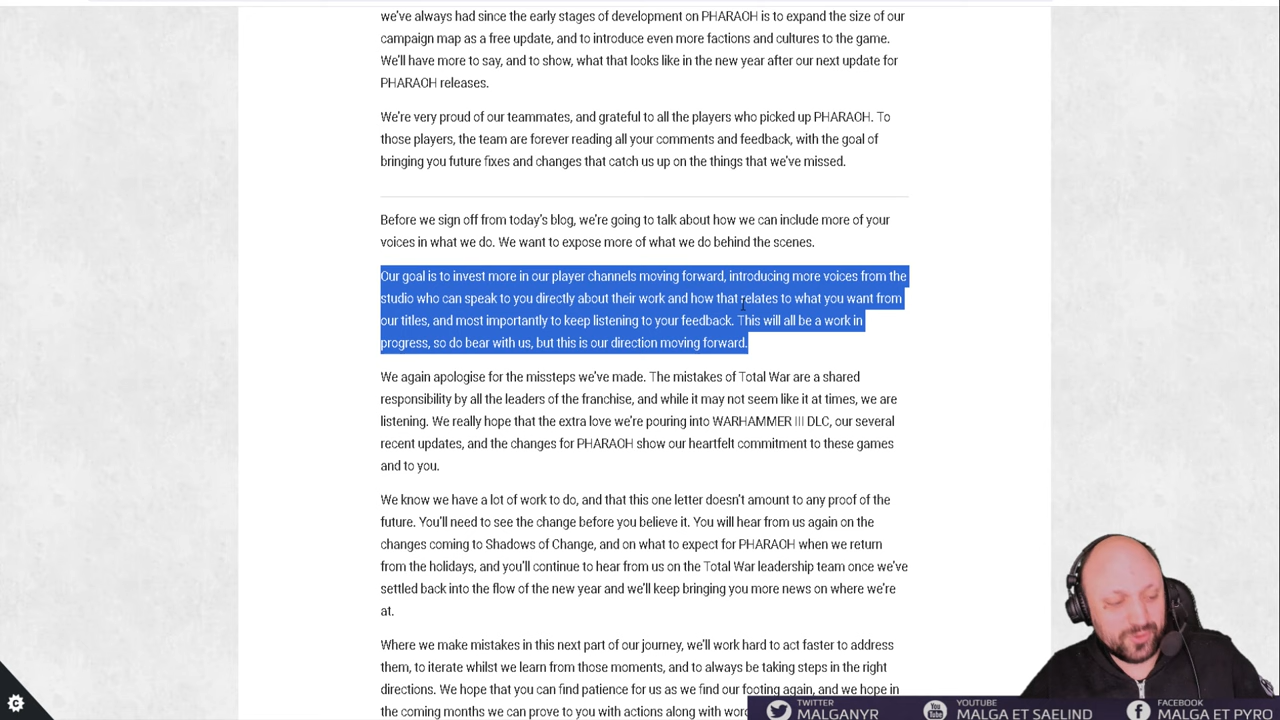 we've always had since the early stages of development on PHARAOH is to expand the size of our
campaign map as a free update, and to introduce even more factions and cultures to the game.
We'll have more to say, and to show, what that looks like in the new year after our next update for
PHARAOH releases.
We're very proud of our teammates, and grateful to all the players who picked up PHARAOH. To
those players, the team are forever reading all your comments and feedback, with the goal of
bringing you future fixes and changes that catch us up on the things that we've missed.
Before we sign off from today's blog, we're going to talk about how we can include more of your
voices in what we do. We want to expose more of what we do behind the scenes.
Our goal is to invest more in our player channels moving forward, introducing more voices from the
studio who can speak to you directly about their work and how that relates to what you want from
our titles, and most importantly to keep listening to your feedback. This will all be a work in
progress, so do bear with us, but this is our direction moving forward.
We again apologise for the missteps we've made. The mistakes of Total War are a shared
responsibility by all the leaders of the franchise, and while it may not seem like it at times, we are
listening. We really hope that the extra love we're pouring into WARHAMMER III DLC, our several
recent updates, and the changes for PHARAOH show our heartfelt commitment to these games
and to you.
We know we have a lot of work to do, and that this one letter doesn't amount to any proof of the
future. You'll need to see the change before you believe it. You will hear from us again on the
changes coming to Shadows of Change, and on what to expect for PHARAOH when we return
from the holidays, and you'll continue to hear from us on the Total War leadership team once we've
settled back into the flow of the new year and we'll keep bringing you more news on where we're
at.
Where we make mistakes in this next part of our journey, we'll work hard to act faster to address
them, to iterate whilst we learn from those moments, and to always be taking steps in the right
directions. We hope that you can find patience for us as we find our footing again, and we hope in
the coming months we can prove to you with actions along with
TWITTER
MALGANYR
YOUTUBE
MALGA ET SAELIND
FACEBOOK
MALGA ET PYRO